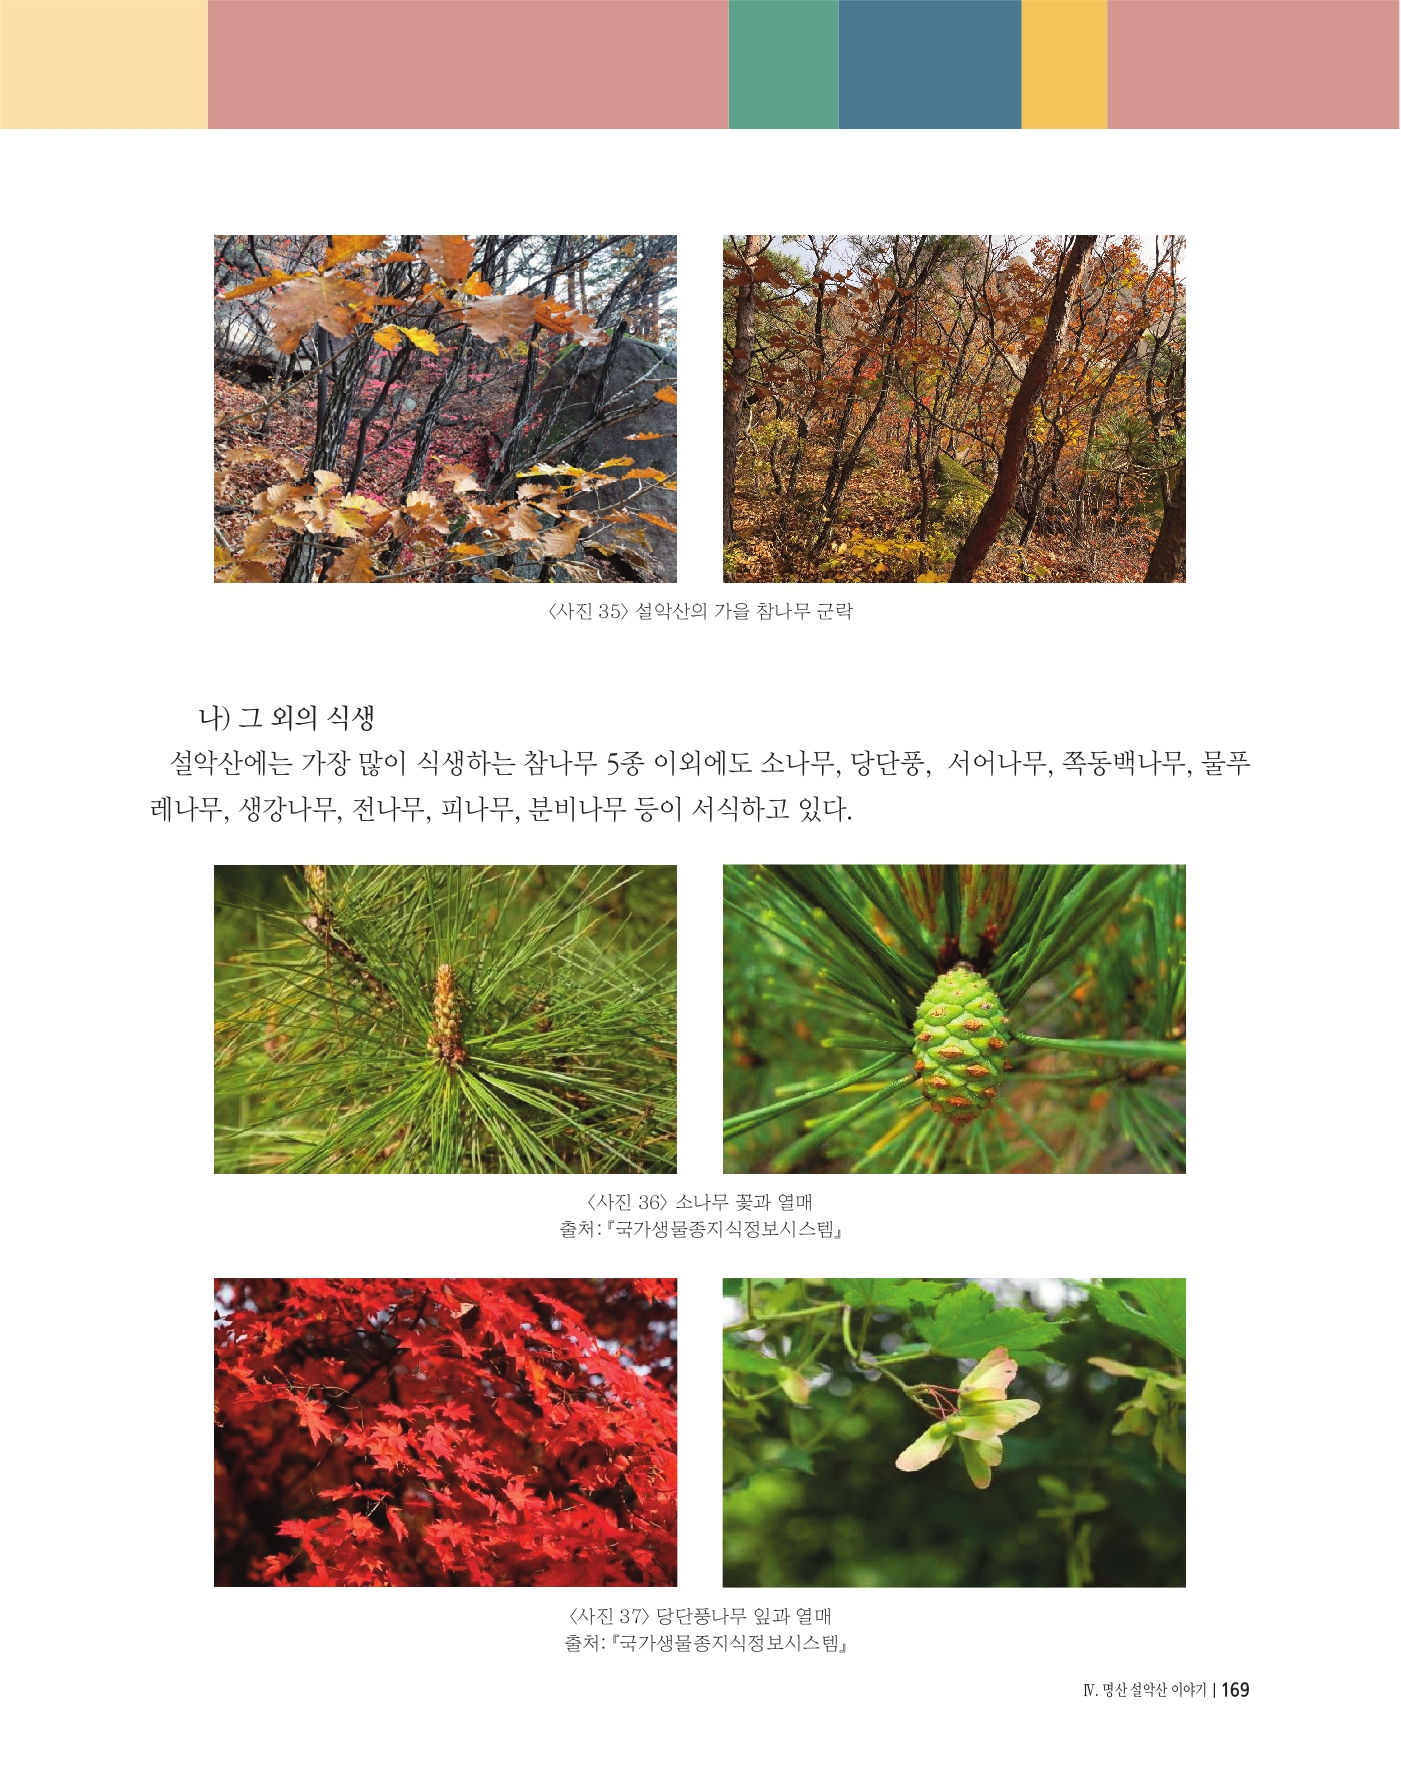 〈사진 35〉 설악산의 가을 참나무 군락
나) 그 외의 식생
설악산에는 가장 많이 식생하는 참나무 5종 이외에도 소나무, 당단풍, 서어나무, 쪽동백나무, 물푸
레나무, 생강나무, 전나무, 피나무, 분비나무 등이 서식하고 있다.
〈사진 36〉 소나무 꽃과 열매
출처:『국가생물종지식정보시스템』
〈사진 37〉 당단풍나무 잎과 열매
출처:『국가생물종지식정보시스템』
Ⅳ. 명산 설악산 이야기 | 169